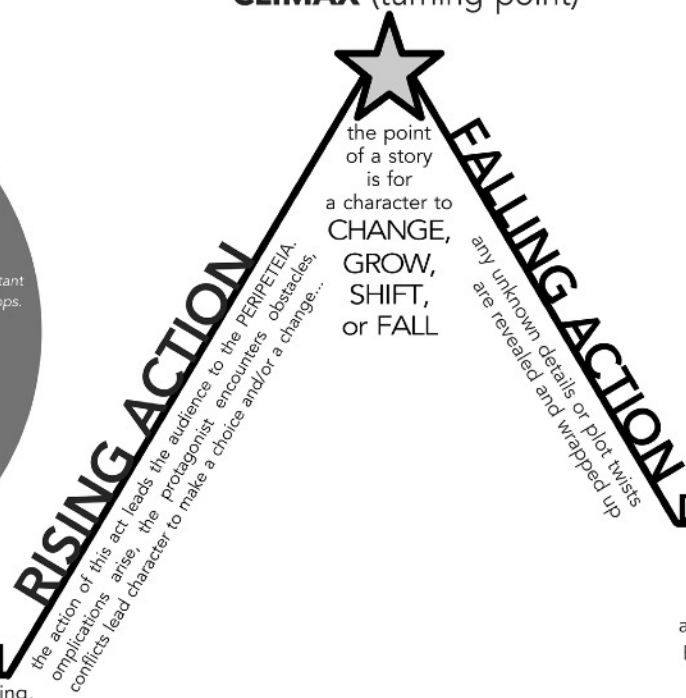 CLIMAX (turning point)
the point
of a story
is for
a character to
CHANGE,
GROW,
SHIFT,
or FALL
RISING ACTION
the action of this act leads the audience to the PERIPETEIA.
omplications arise, the protagonist encounters obstacles,
conflicts lead character to make a choice and/or a change...
FALLING ACTION
any unknown details or plot twists
are revealed and wrapped up